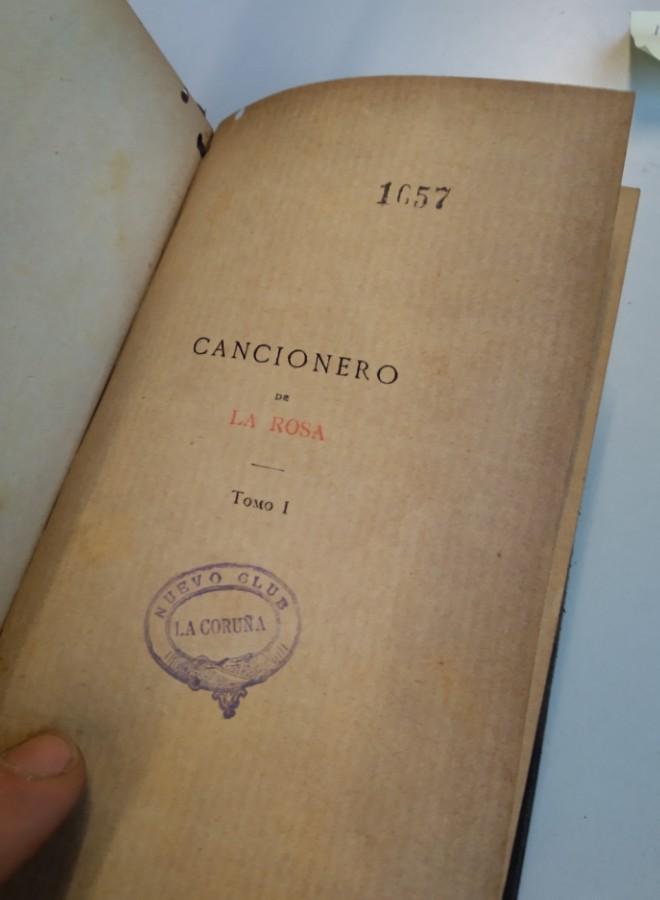 1657
CANCIONERO
DE
LA ROSA
Tomo I
NUEVO CLUB
LA CORUÑA